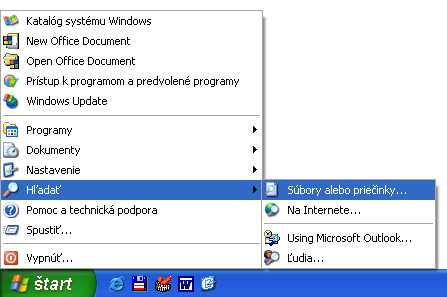 Katalóg systému Windows
New Office Document
Open Office Document
Prístup k programom a predvolené programy
Windows Update
Programy
Dokumenty
Nastavenie
Hľadať
Pomoc a technická podpora
Spustiť...
Vypnúť...
Súbory alebo priečinky...
Na Internete...
Using Microsoft Outlook...
Ľudia...
štart